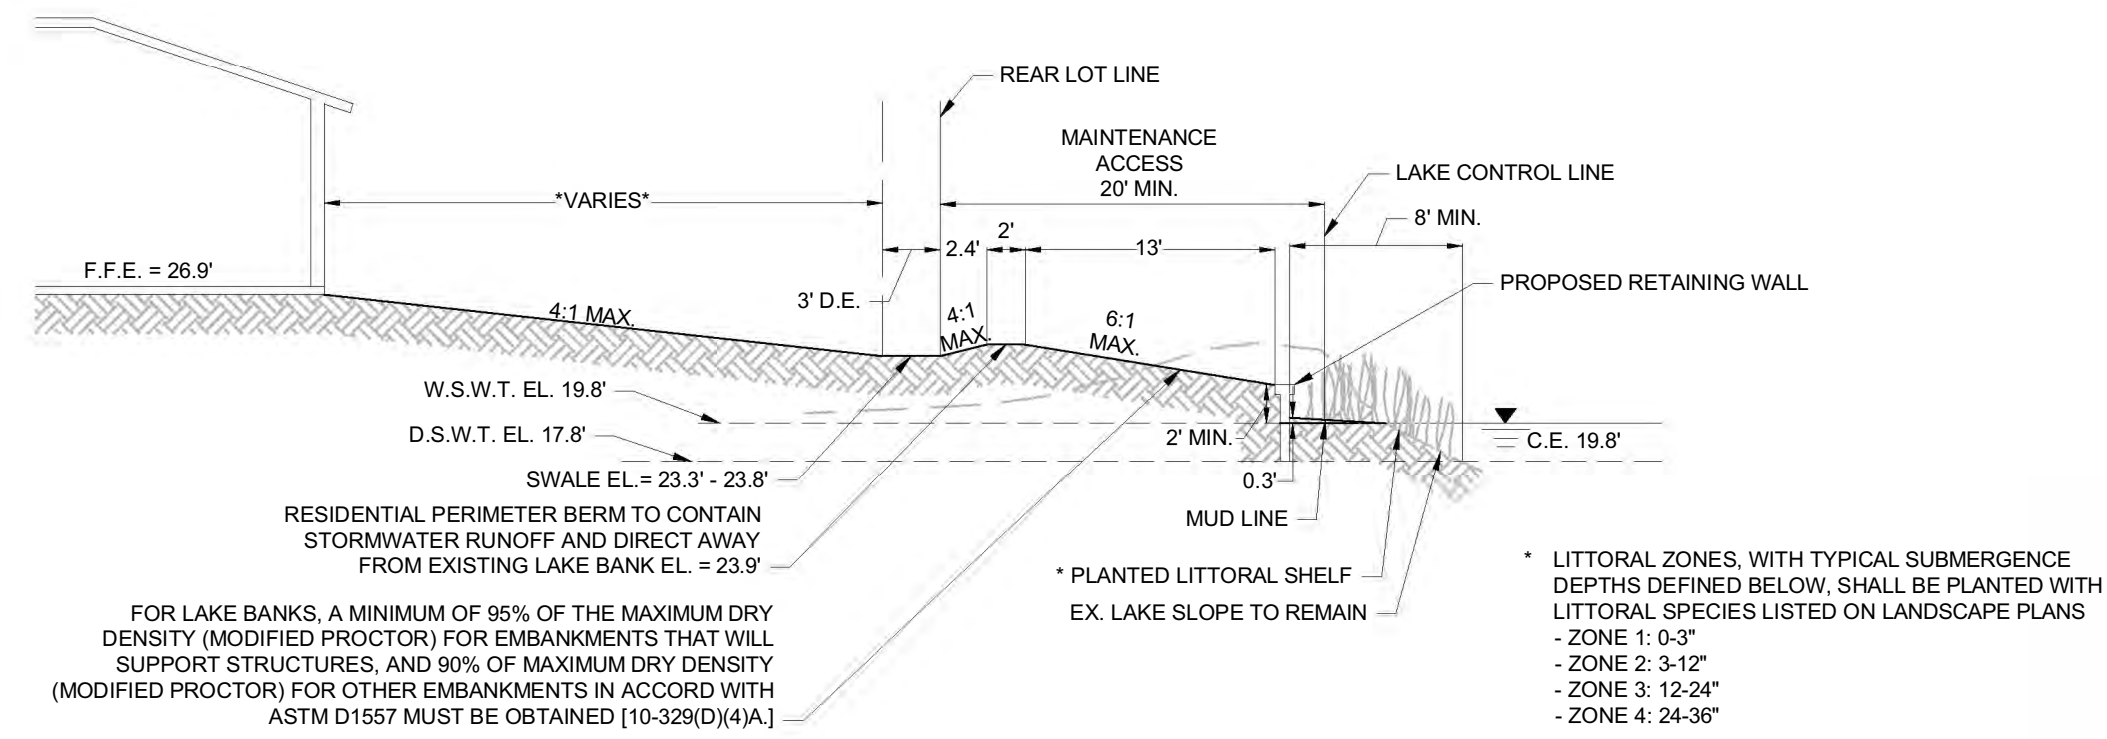 REAR LOT LINE
MAINTENANCE
ACCESS
20' MIN.
LAKE CONTROL LINE
*VARIES*
8' MIN.
2.4'
2'
13'
F.F.E. = 26.9'
3' D.E.
PROPOSED RETAINING WALL
4:1 MAX.
4:1
MAX.
6:1
MAX.
W.S.W.T. EL. 19.8'
D.S.W.T. EL. 17.8'
2' MIN.
C.E. 19.8'
SWALE EL.= 23.3' - 23.8'
0.3'
RESIDENTIAL PERIMETER BERM TO CONTAIN
STORMWATER RUNOFF AND DIRECT AWAY
FROM EXISTING LAKE BANK EL. = 23.9'
MUD LINE
* PLANTED LITTORAL SHELF
EX. LAKE SLOPE TO REMAIN
FOR LAKE BANKS, A MINIMUM OF 95% OF THE MAXIMUM DRY
DENSITY (MODIFIED PROCTOR) FOR EMBANKMENTS THAT WILL
SUPPORT STRUCTURES, AND 90% OF MAXIMUM DRY DENSITY
(MODIFIED PROCTOR) FOR OTHER EMBANKMENTS IN ACCORD WITH
ASTM D1557 MUST BE OBTAINED [10-329(D)(4)A.]
* LITTORAL ZONES, WITH TYPICAL SUBMERGENCE
DEPTHS DEFINED BELOW, SHALL BE PLANTED WITH
LITTORAL SPECIES LISTED ON LANDSCAPE PLANS
- ZONE 1: 0-3"
- ZONE 2: 3-12"
- ZONE 3: 12-24"
- ZONE 4: 24-36"